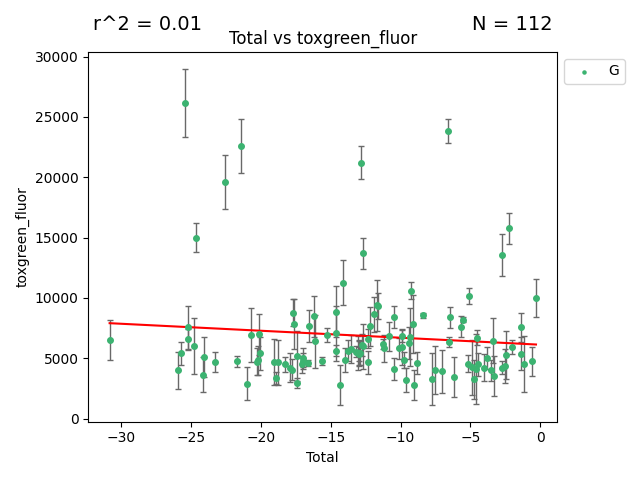 r^2 = 0.01
N = 112
Total vs toxgreen_fluor
G
30000
25000
20000
15000
10000
5000
0
toxgreen_fluor
−30
−25
−20
−15
−10
−5
0
Total